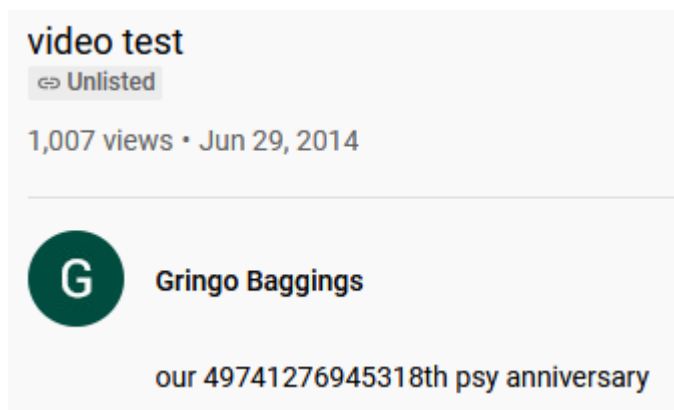 video test
Unlisted
1,007 views • Jun 29, 2014
G
Gringo Baggings
our 49741276945318th psy anniversary